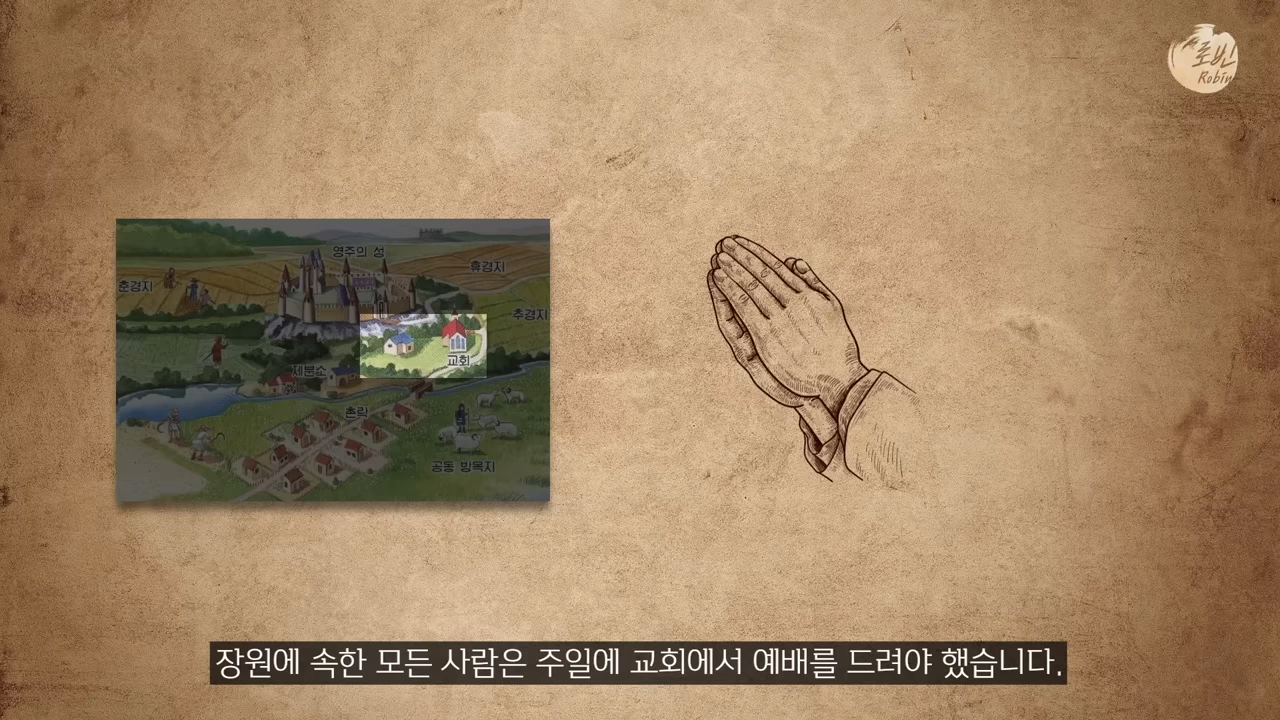 로빈
Robin
영주의 성
휴경지
춘경지
추경지
교회
제분소
촌락
공동 방목지
장원에 속한 모든 사람은 주일에 교회에서 예배를 드려야 했습니다.